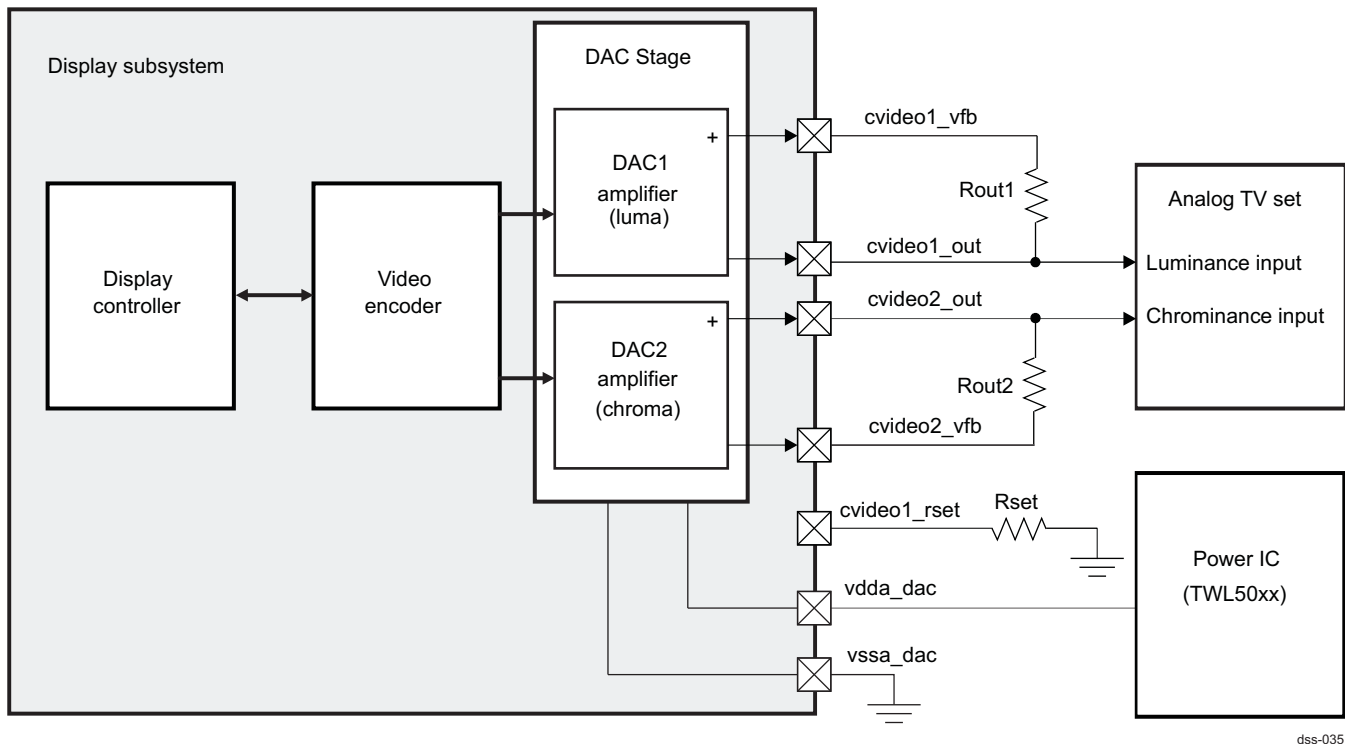 Display subsystem
DAC Stage
Display
controller
Video
encoder
+
DAC1
amplifier
(luma)
+
DAC2
amplifier
(chroma)
cvideo1_vfb
Rout1
cvideo1_out
cvideo2_out
Rout2
cvideo2_vfb
cvideo1_rset
Rset
vdda_dac
vssa_dac
Analog TV set
Luminance input
Chrominance input
Power IC
(TWL50xx)
dss-035